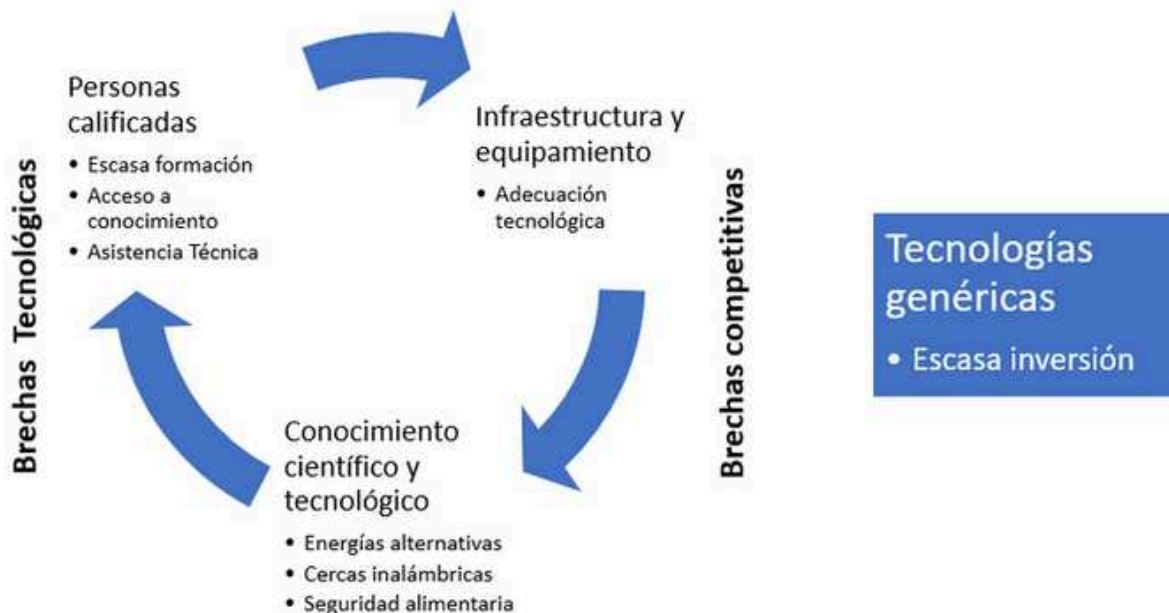 Brechas Tecnológicas
Personas
calificadas
• Escasa formación
• Acceso a
conocimiento
• Asistencia Técnica
Infraestructura y
equipamiento
• Adecuación
tecnológica
Conocimiento
científico y
tecnológico
• Energías alternativas
• Cercas inalámbricas
• Seguridad alimentaria
Brechas competitivas
Tecnologías
genéricas
• Escasa inversión